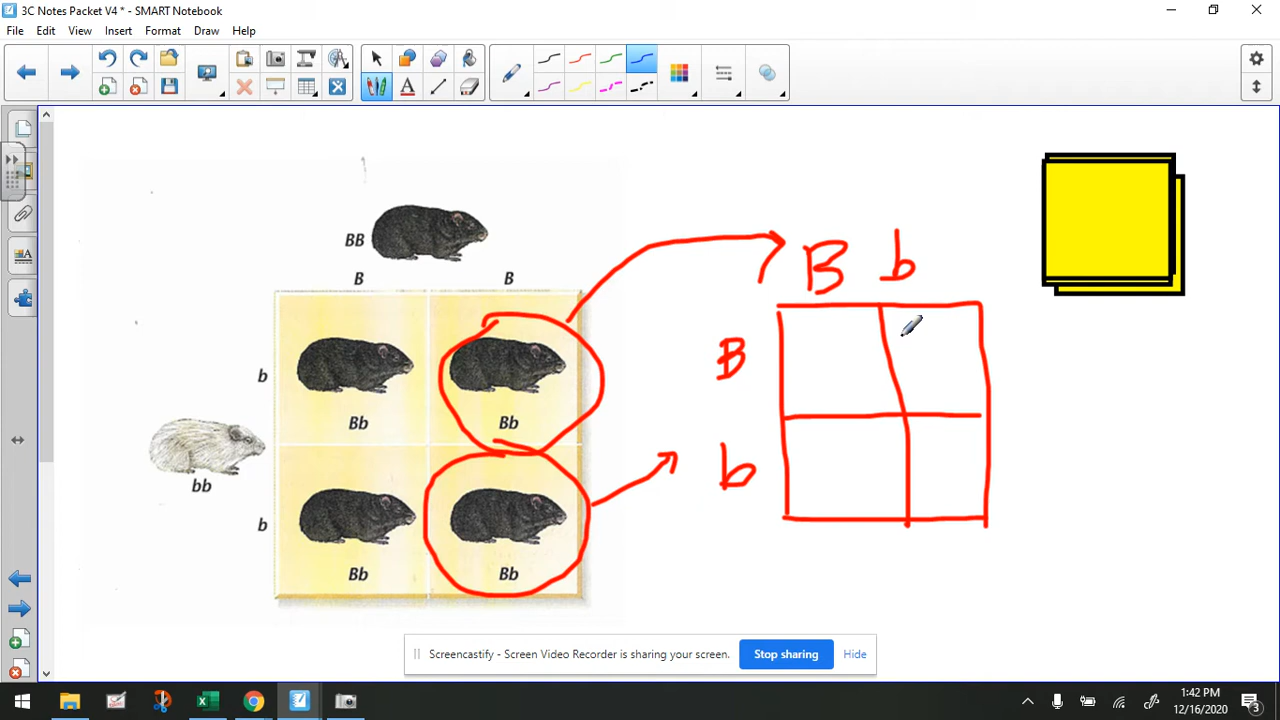 3C Notes Packet V4 * - SMART Notebook
File Edit View Insert Format Draw Help
BB
B B
b
Bb Bb
bb
b
Bb Bb
B b
B
b
Screencastify - Screen Video Recorder is sharing your screen. Stop sharing Hide
1:42 PM
12/16/2020
3